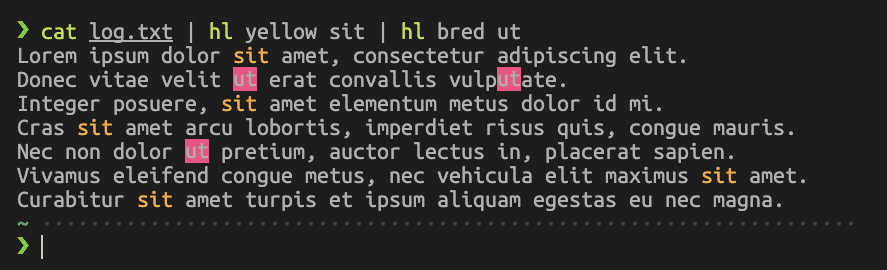 ❯ cat log.txt | hl yellow sit | hl bred ut
Lorem ipsum dolor sit amet, consectetur adipiscing elit.
Donec vitae velit ut erat convallis vulputate.
Integer posuere, sit amet elementum metus dolor id mi.
Cras sit amet arcu lobortis, imperdiet risus quis, congue mauris.
Nec non dolor ut pretium, auctor lectus in, placerat sapien.
Vivamus eleifend congue metus, nec vehicula elit maximus sit amet.
Curabitur sit amet turpis et ipsum aliquam egestas eu nec magna.
~
❯